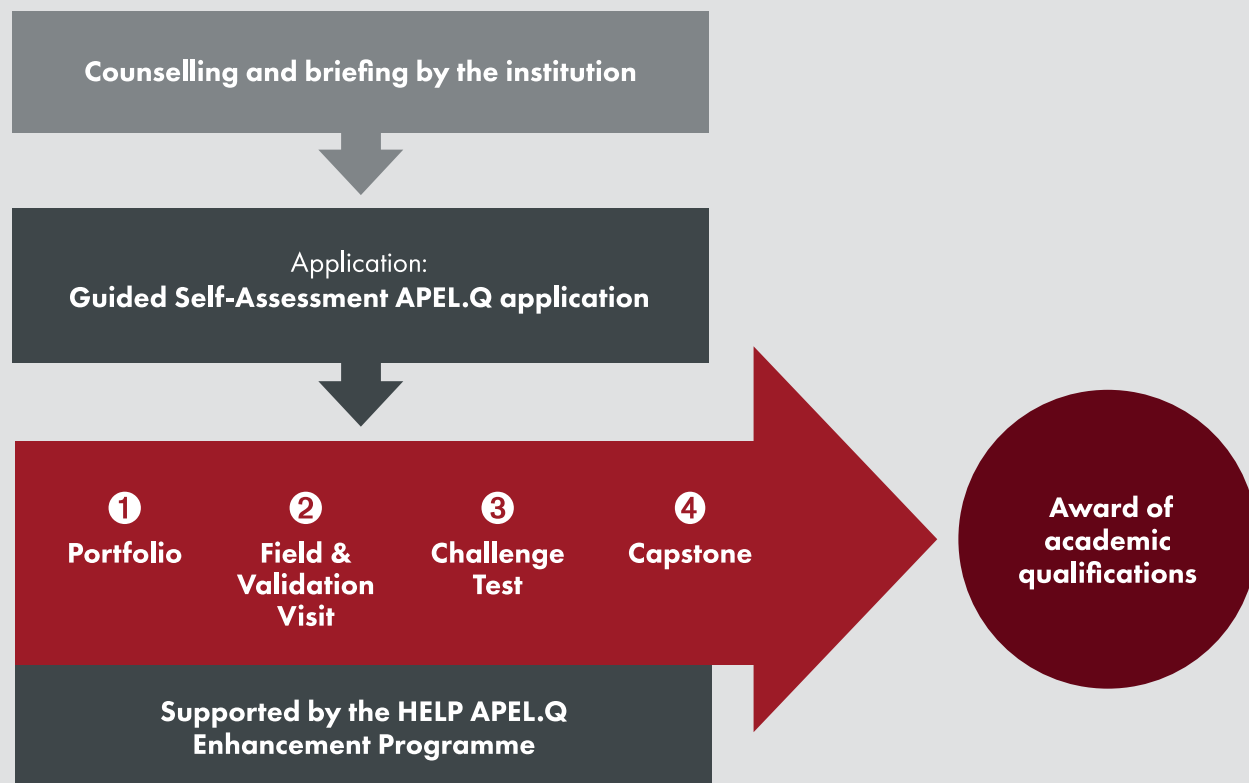 Counselling and briefing by the institution
Application:
Guided Self-Assessment APEL.Q application
1
Portfolio
2
Field &
Validation
Visit
3
Challenge
Test
4
Capstone
Award of
academic
qualifications
Supported by the HELP APEL.Q
Enhancement Programme